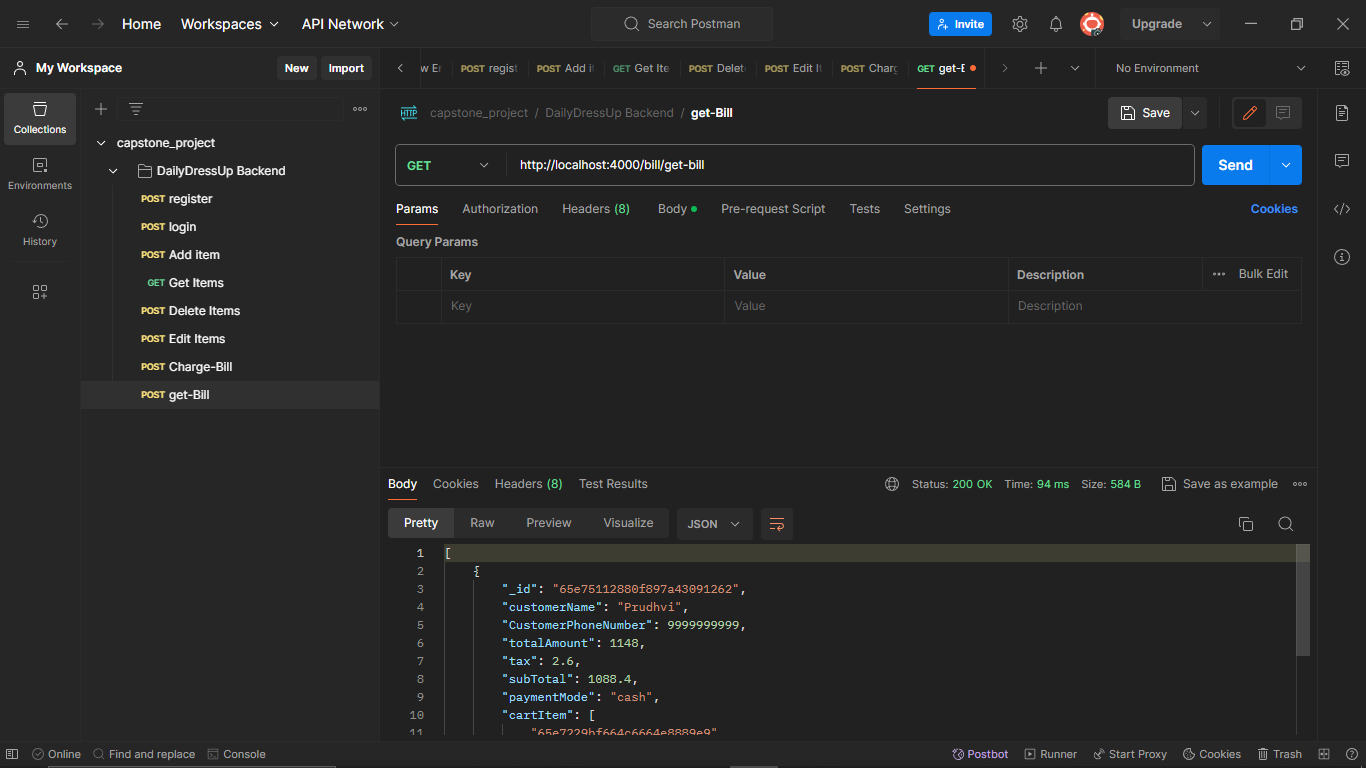 Home Workspaces API Network Search Postman Invite Upgrade
My Workspace New Import
POST regist POST Add i GET Get Ite POST Delet POST Edit I POST Charg GET get-B No Environment
Collections
Environments
History
capstone_project
DailyDressUp Backend
POST register
POST login
POST Add item
GET Get Items
POST Delete Items
POST Edit Items
POST Charge-Bill
POST get-Bill
HTTP capstone_project / DailyDressUp Backend / get-Bill Save
GET http://localhost:4000/bill/get-bill Send
Params Authorization Headers (8) Body Pre-request Script Tests Settings Cookies
Query Params
Key Value Description ••• Bulk Edit
Key Value Description
Body Cookies Headers (8) Test Results Status: 200 OK Time: 94 ms Size: 584 B Save as example
Pretty Raw Preview Visualize JSON
1 [
2 {
3 "_id": "65e75112880f897a43091262",
4 "customerName": "Prudhvi",
5 "CustomerPhoneNumber": 9999999999,
6 "totalAmount": 1148,
7 "tax": 2.6,
8 "subTotal": 1088.4,
9 "paymentMode": "cash",
10 "cartItem": [
11 "65e7229bf664c6664e8889e9"
Online Find and replace Console Postbot Runner Start Proxy Cookies Trash